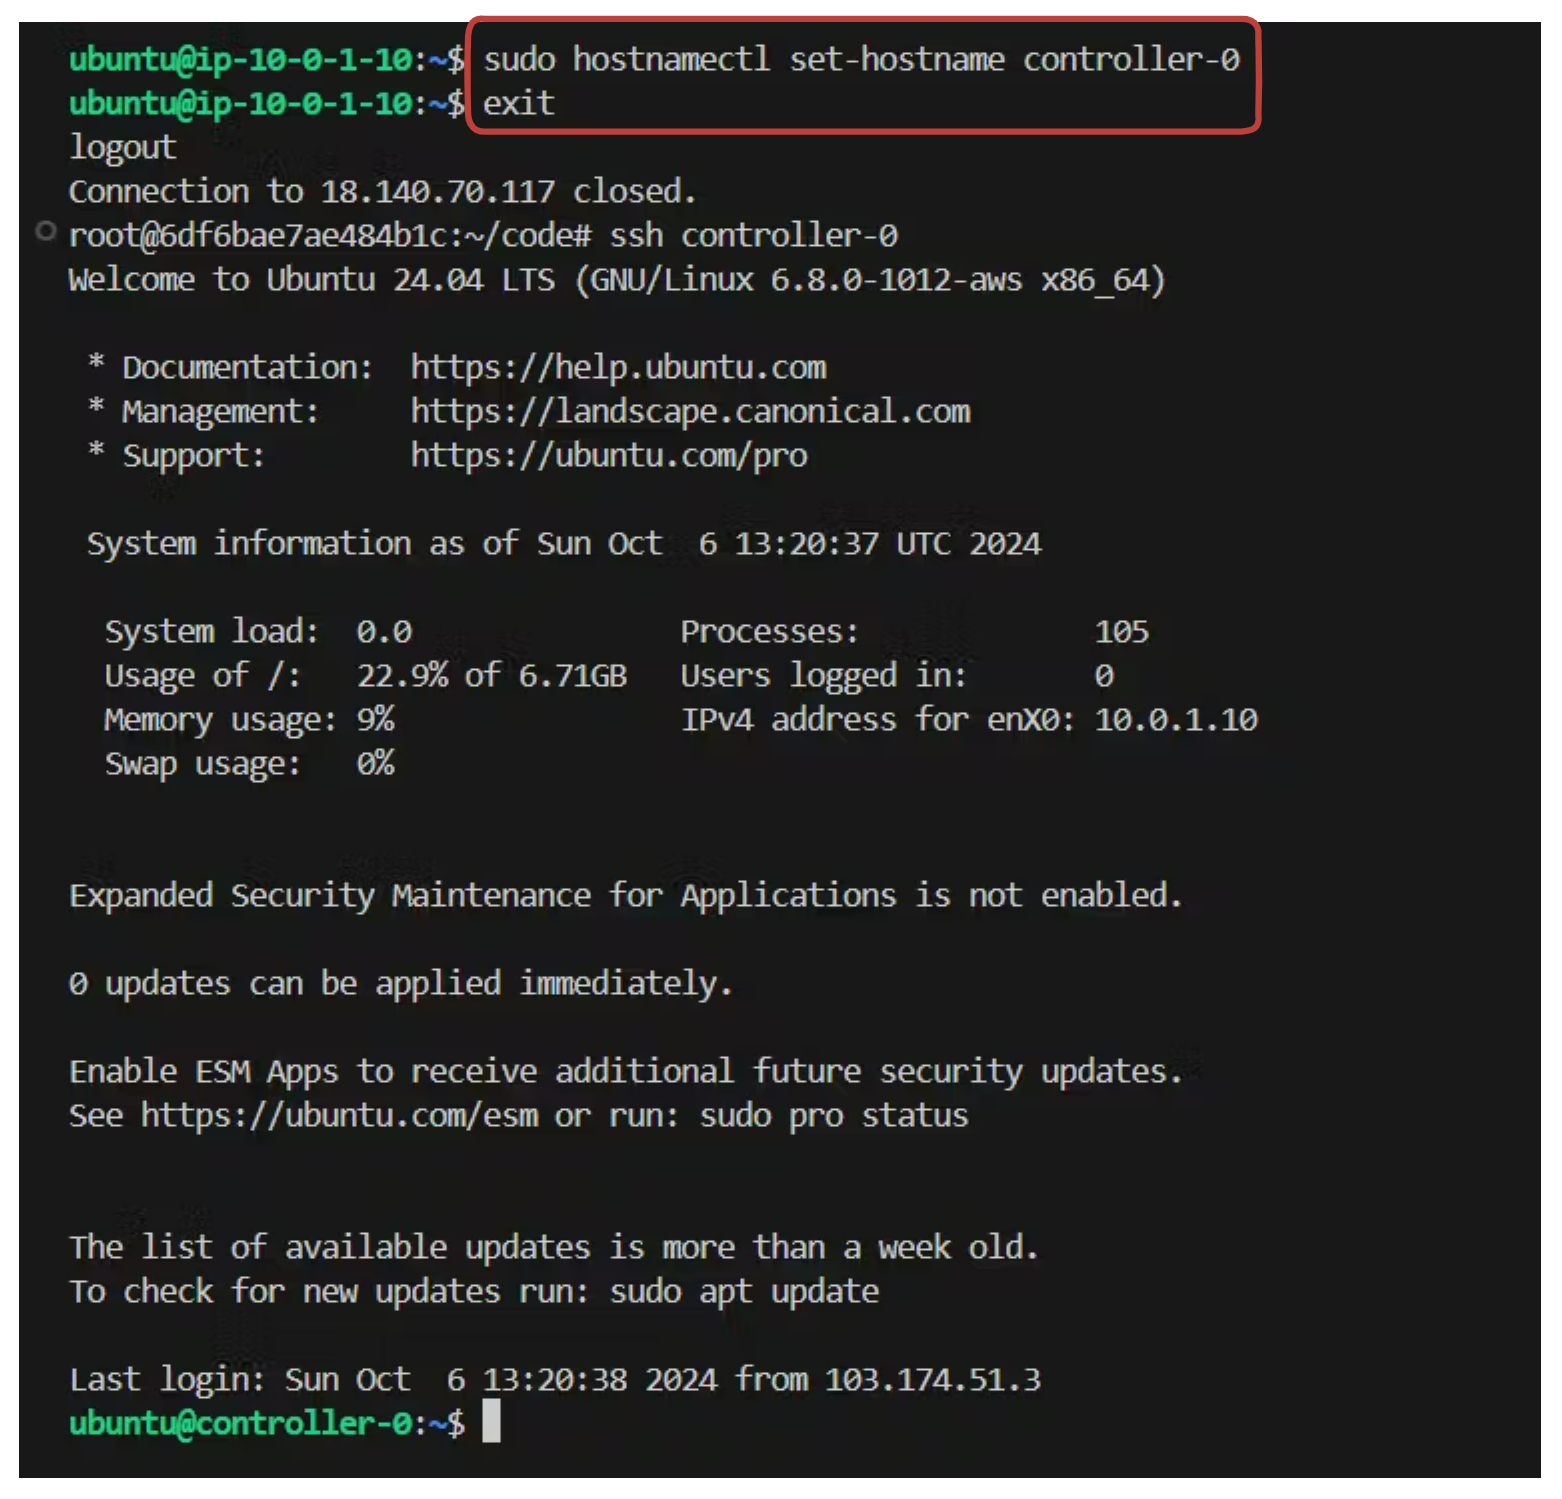 ubuntu@ip-10-0-1-10:~$ sudo hostnamectl set-hostname controller-0
ubuntu@ip-10-0-1-10:~$ exit
logout
Connection to 18.140.70.117 closed.
root@6df6bae7ae484b1c:~/code# ssh controller-0
Welcome to Ubuntu 24.04 LTS (GNU/Linux 6.8.0-1012-aws x86_64)

 * Documentation:  https://help.ubuntu.com
 * Management:     https://landscape.canonical.com
 * Support:        https://ubuntu.com/pro

 System information as of Sun Oct  6 13:20:37 UTC 2024

  System load:  0.0               Processes:             105
  Usage of /:   22.9% of 6.71GB   Users logged in:       0
  Memory usage: 9%                IPv4 address for enX0: 10.0.1.10
  Swap usage:   0%

Expanded Security Maintenance for Applications is not enabled.

0 updates can be applied immediately.

Enable ESM Apps to receive additional future security updates.
See https://ubuntu.com/esm or run: sudo pro status

The list of available updates is more than a week old.
To check for new updates run: sudo apt update

Last login: Sun Oct  6 13:20:38 2024 from 103.174.51.3
ubuntu@controller-0:~$